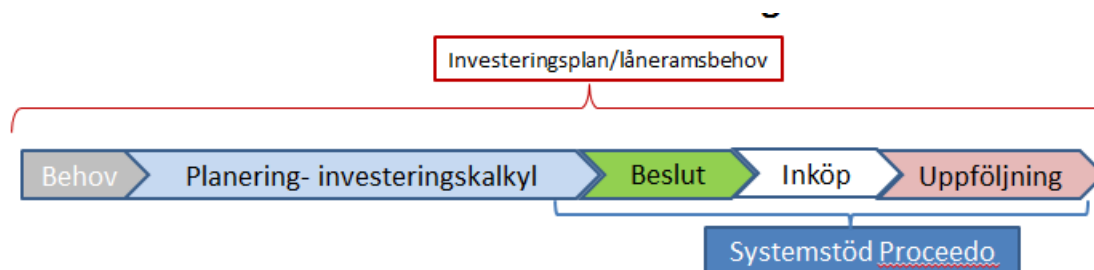 Investeringsplan/låneramsbehov
Behov
Planering- investeringskalkyl
Beslut
Inköp
Uppföljning
Systemstöd Proceedo